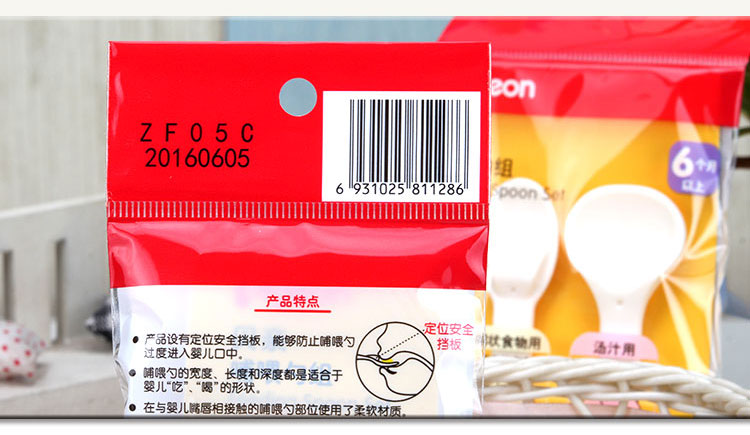 ZF05C
20160605
6 931025 811286
产品特点
• 产品设有定位安全挡板，能够防止哺喂勺
过度进入婴儿口中。
• 哺喂勺的宽度、长度和深度都是适合于
婴儿“吃”、“喝”的形状。
• 在与婴儿嘴唇相接触的哺喂勺部位使用了柔软材质。
定位安全
挡板
eon
组
Spoon Set
6个月
以上
状食物用
汤汁用